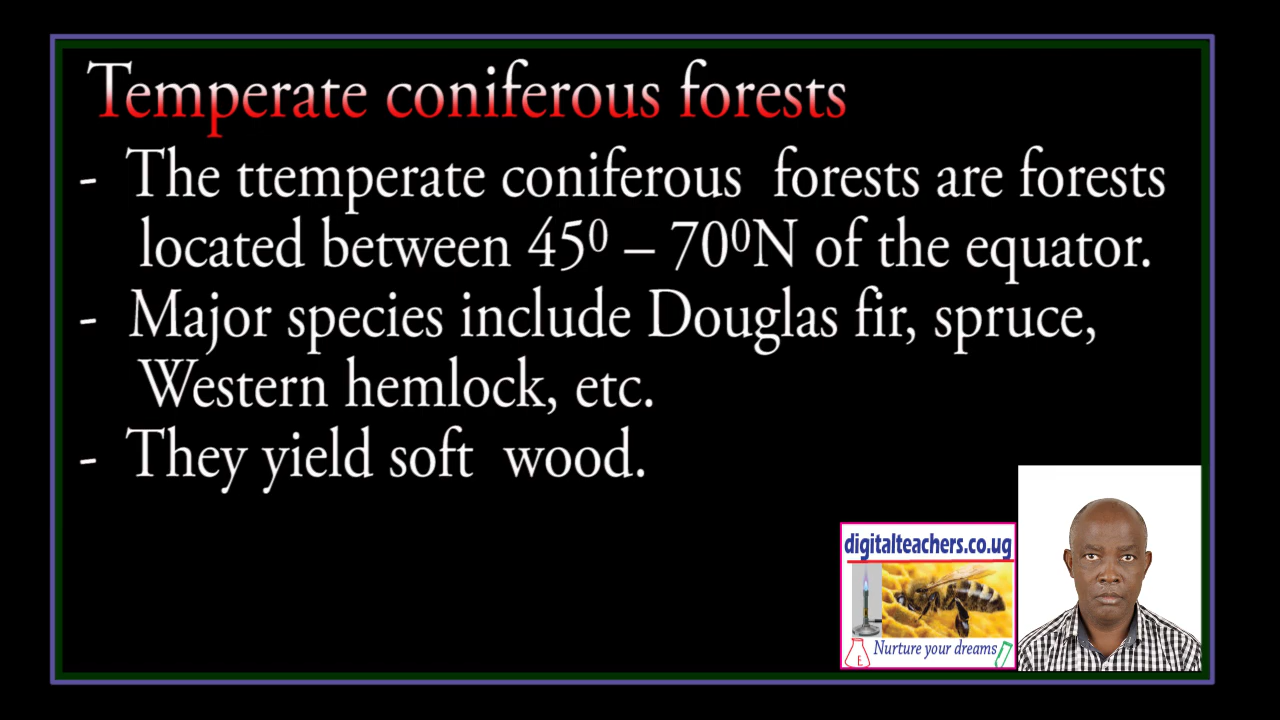 Temperate coniferous forests
- The ttemperate coniferous forests are forests
located between 45⁰ – 70⁰N of the equator.
- Major species include Douglas fir, spruce,
Western hemlock, etc.
- They yield soft wood.
digitalteachers.co.ug
E
Nurture your dreams